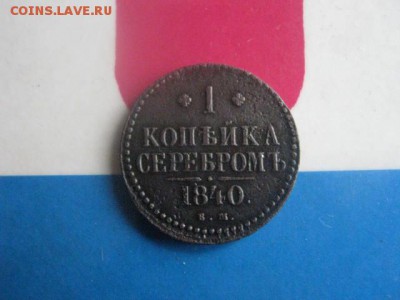 COINS.LAVE.RU
1
КОПѢЙКА
СЕРЕБРОМЪ
1840.
Е. М.